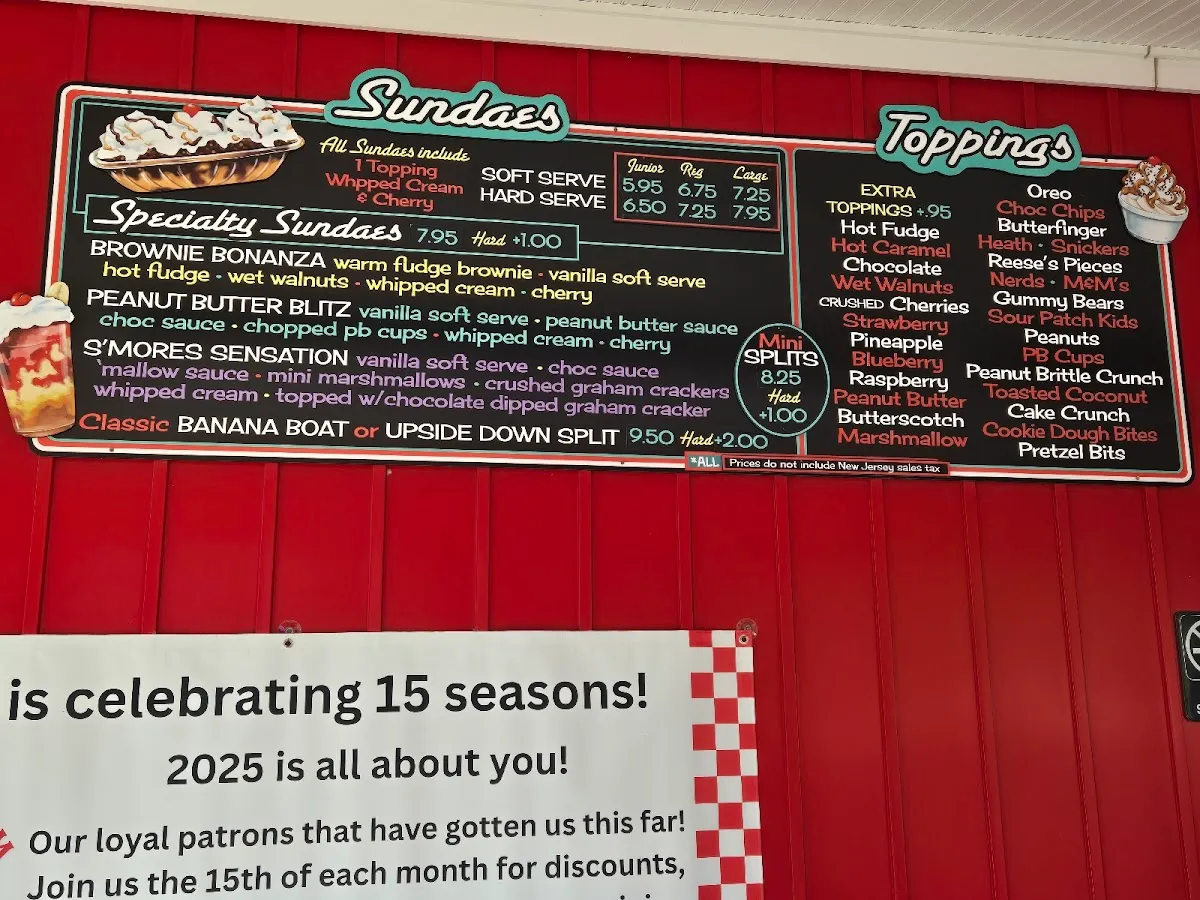 Sundaes
All Sundaes include
1 Topping
Whpped Cream
& Cherry
Junior Reg Large
SOFT SERVE 5.95 6.75 7.25
HARD SERVE 6.50 7.25 7.95
Specialty Sundaes 7.95 Hard +1.00
BROWNIE BONANZA warm fudge brownie · vanilla soft serve
hot fudge · wet walnuts · whipped cream · cherry
PEANUT BUTTER BLITZ vanilla soft serve · peanut butter sauce
choc sauce · chopped pb cups · whipped cream · cherry
S'MORES SENSATION vanilla soft serve · choc sauce
'mallow sauce · mini marshmallows · crushed graham crackers
whipped cream · topped w/chocolate dipped graham cracker
Classic BANANA BOAT or UPSIDE DOWN SPLIT 9.50 Hard+2.00
Mini
SPLITS
8.25
Hard
+1.00
Toppings
EXTRA
TOPPINGS +.95
Hot Fudge
Hot Caramel
Chocolate
Wet Walnuts
CRUSHED Cherries
Strawberry
Pineapple
Blueberry
Raspberry
Peanut Butter
Butterscotch
Marshmallow
Oreo
Choc Chips
Butterfinger
Heath · Snickers
Reese's Pieces
Nerds · M&M's
Gummy Bears
Sour Patch Kids
Peanuts
PB Cups
Peanut Brittle Crunch
Toasted Coconut
Cake Crunch
Cookie Dough Bites
Pretzel Bits
*ALL Prices do not include New Jersey sales tax
is celebrating 15 seasons!
2025 is all about you!
Our loyal patrons that have gotten us this far!
Join us the 15th of each month for discounts,